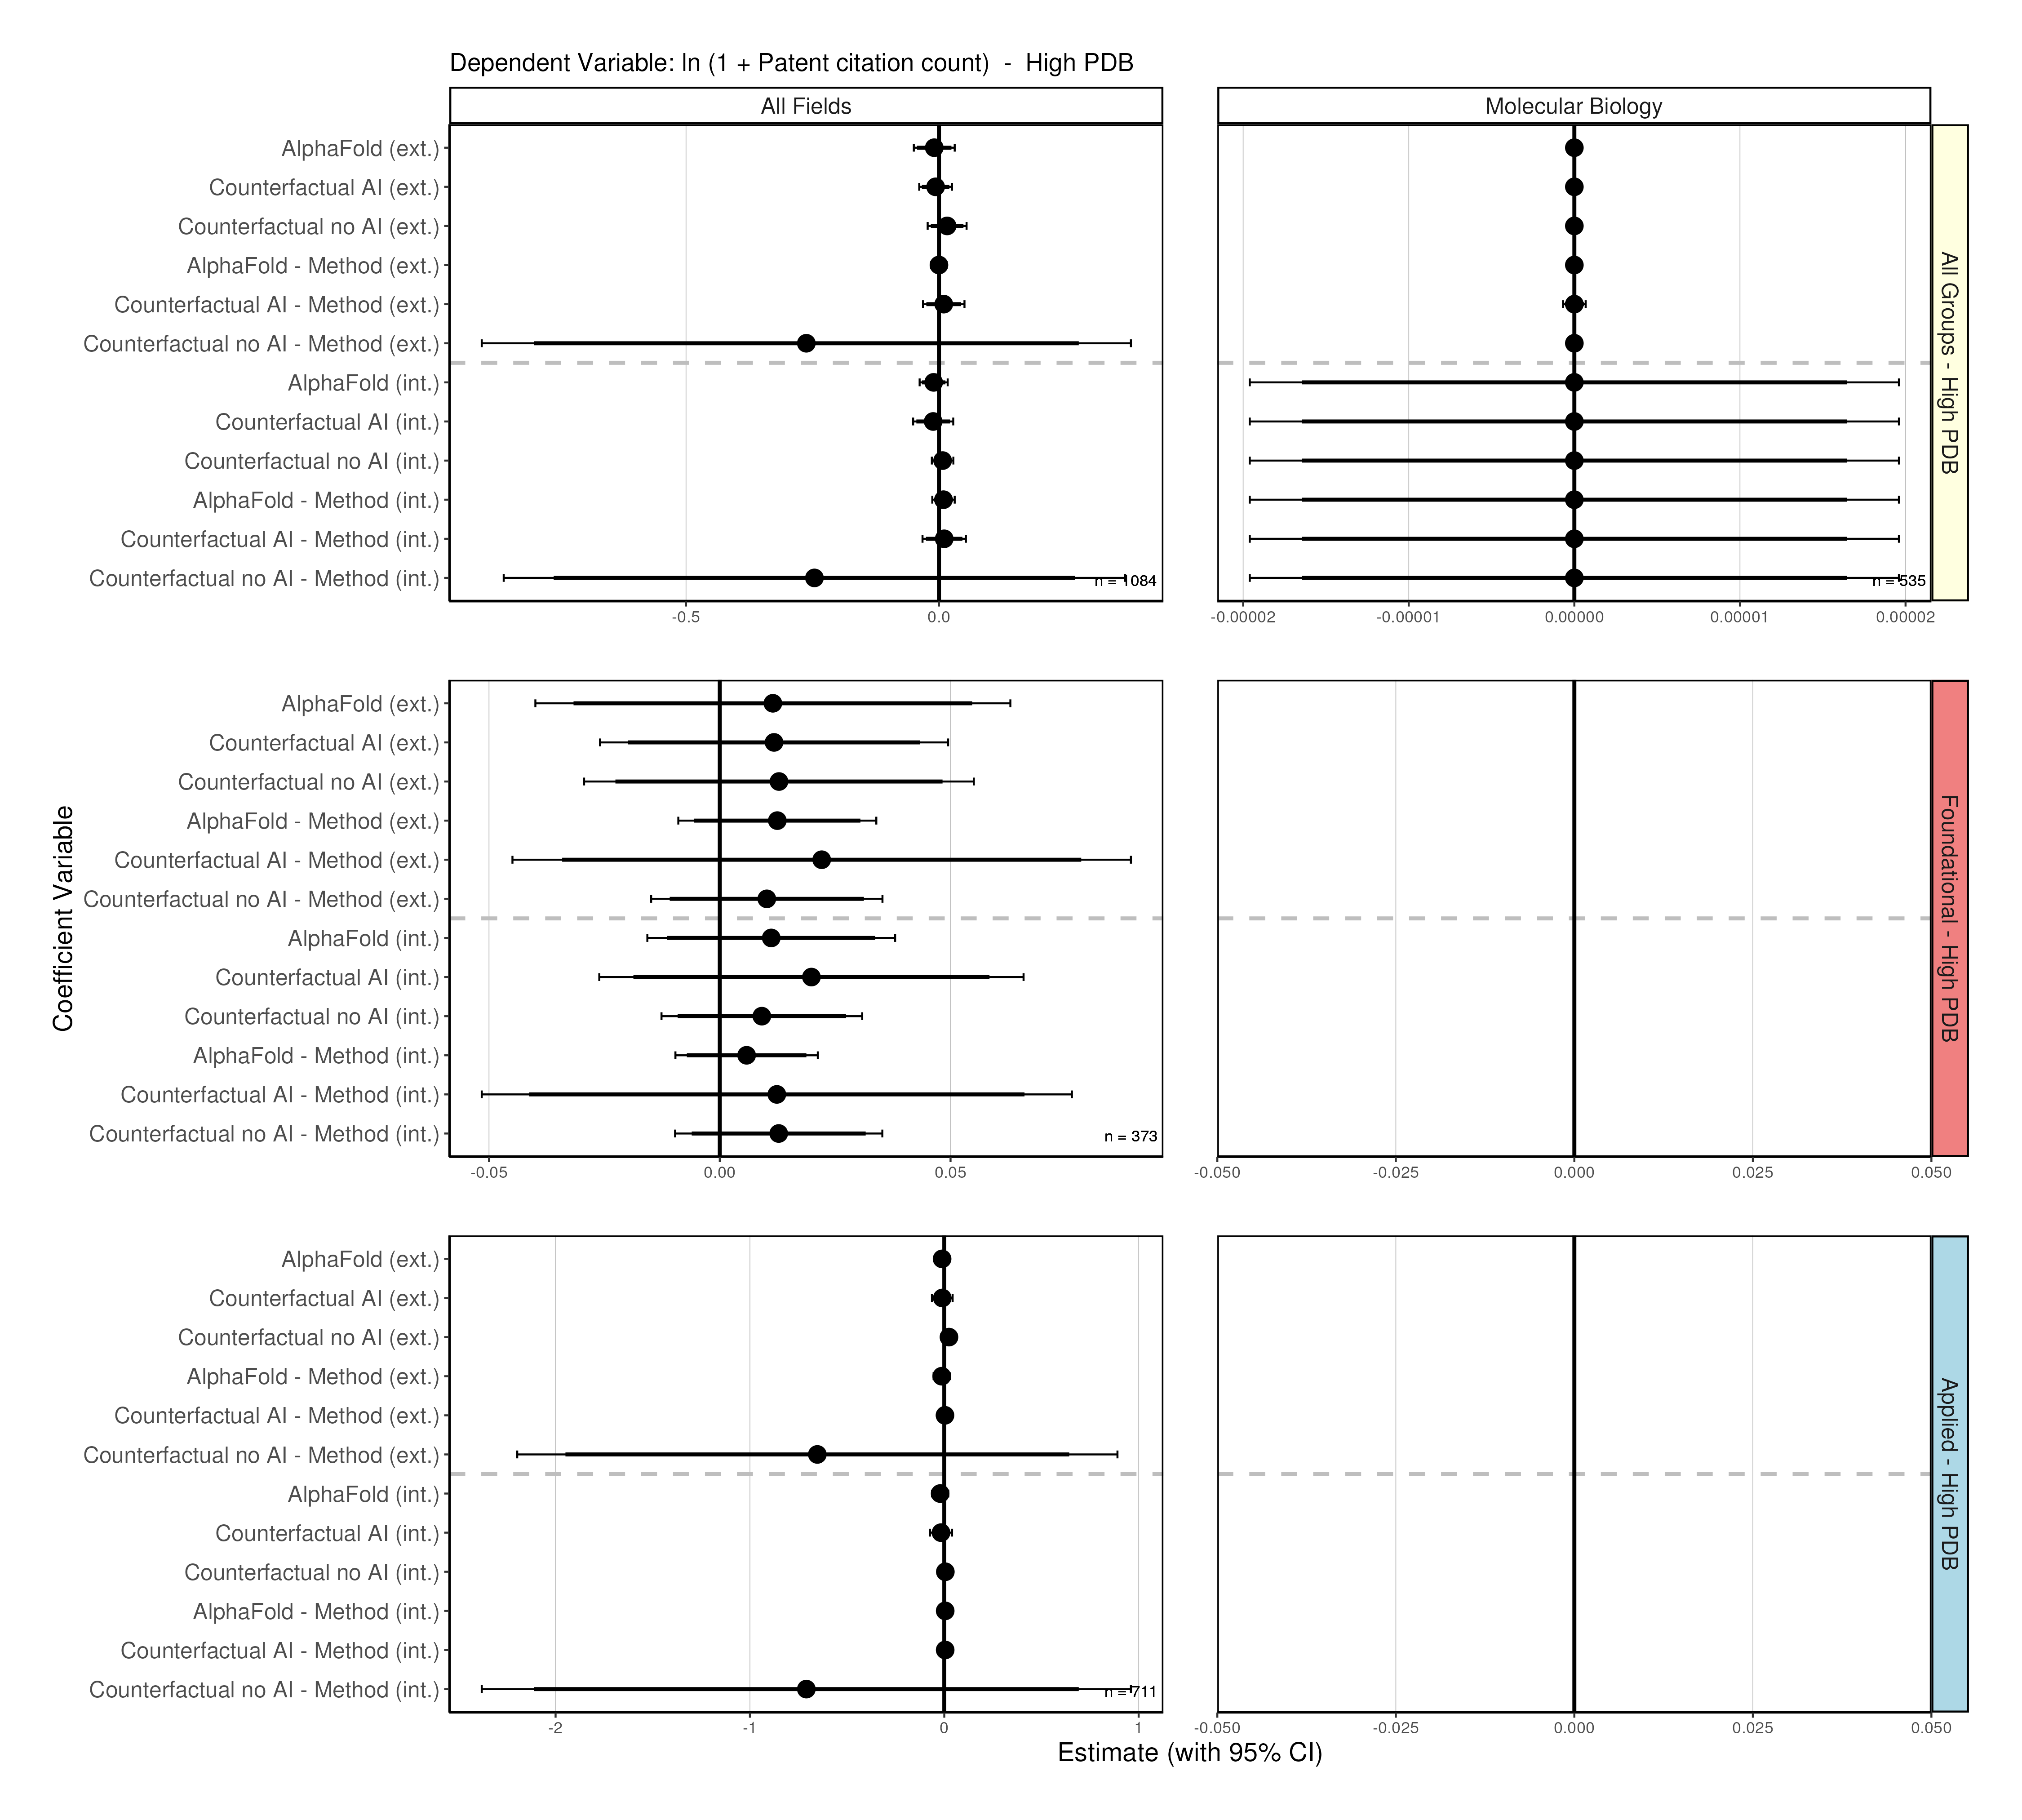 Dependent Variable: ln (1 + Patent citation count)  -  High PDB
All Fields
Molecular Biology
AlphaFold (ext.)
Counterfactual AI (ext.)
Counterfactual no AI (ext.)
AlphaFold - Method (ext.)
Counterfactual AI - Method (ext.)
Counterfactual no AI - Method (ext.)
AlphaFold (int.)
Counterfactual AI (int.)
Counterfactual no AI (int.)
AlphaFold - Method (int.)
Counterfactual AI - Method (int.)
Counterfactual no AI - Method (int.)
n = 1084
n = 535
All Groups - High PDB
-0.5
0.0
-0.00002
-0.00001
0.00000
0.00001
0.00002
Coefficient Variable
AlphaFold (ext.)
Counterfactual AI (ext.)
Counterfactual no AI (ext.)
AlphaFold - Method (ext.)
Counterfactual AI - Method (ext.)
Counterfactual no AI - Method (ext.)
AlphaFold (int.)
Counterfactual AI (int.)
Counterfactual no AI (int.)
AlphaFold - Method (int.)
Counterfactual AI - Method (int.)
Counterfactual no AI - Method (int.)
n = 373
Foundational - High PDB
-0.05
0.00
0.05
-0.050
-0.025
0.000
0.025
0.050
AlphaFold (ext.)
Counterfactual AI (ext.)
Counterfactual no AI (ext.)
AlphaFold - Method (ext.)
Counterfactual AI - Method (ext.)
Counterfactual no AI - Method (ext.)
AlphaFold (int.)
Counterfactual AI (int.)
Counterfactual no AI (int.)
AlphaFold - Method (int.)
Counterfactual AI - Method (int.)
Counterfactual no AI - Method (int.)
n = 711
Applied - High PDB
-2
-1
0
1
-0.050
-0.025
0.000
0.025
0.050
Estimate (with 95% CI)